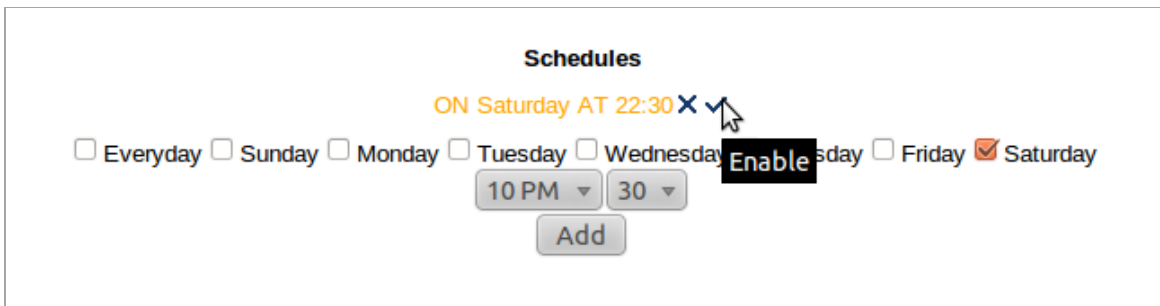 Schedules
ON Saturday AT 22:30
Everyday Sunday Monday Tuesday Wednesday sday Friday Saturday
Enable
10 PM 30
Add